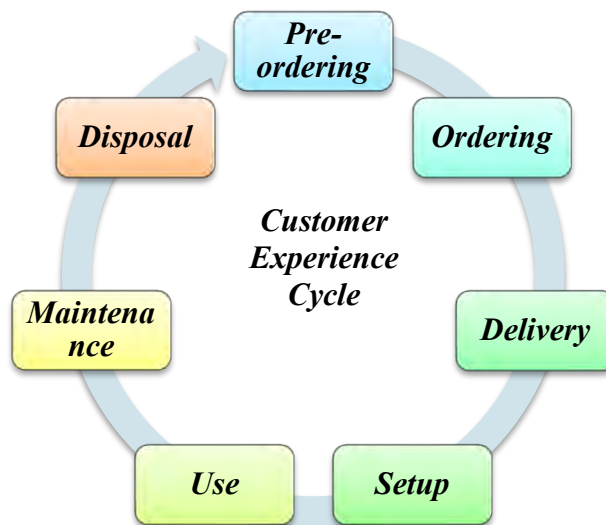 Pre-
ordering
Ordering
Delivery
Setup
Use
Maintena
nce
Disposal
Customer
Experience
Cycle